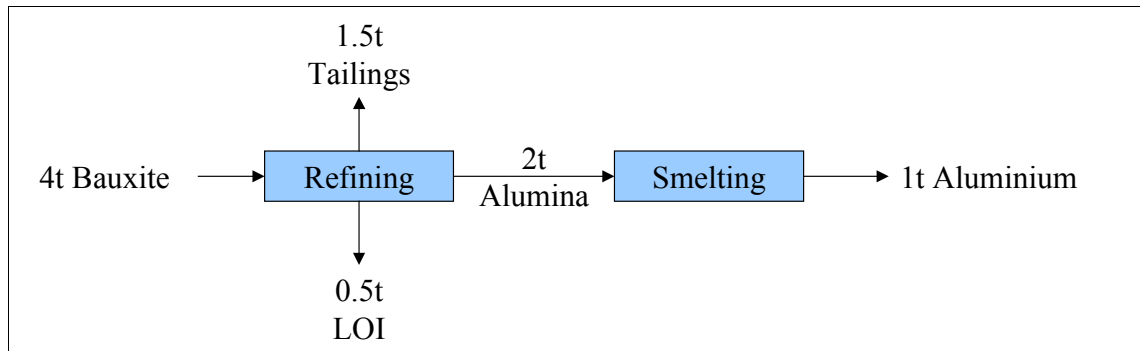 1.5t
Tailings
4t Bauxite
Refining
2t
Alumina
Smelting
1t Aluminium
0.5t
LOI